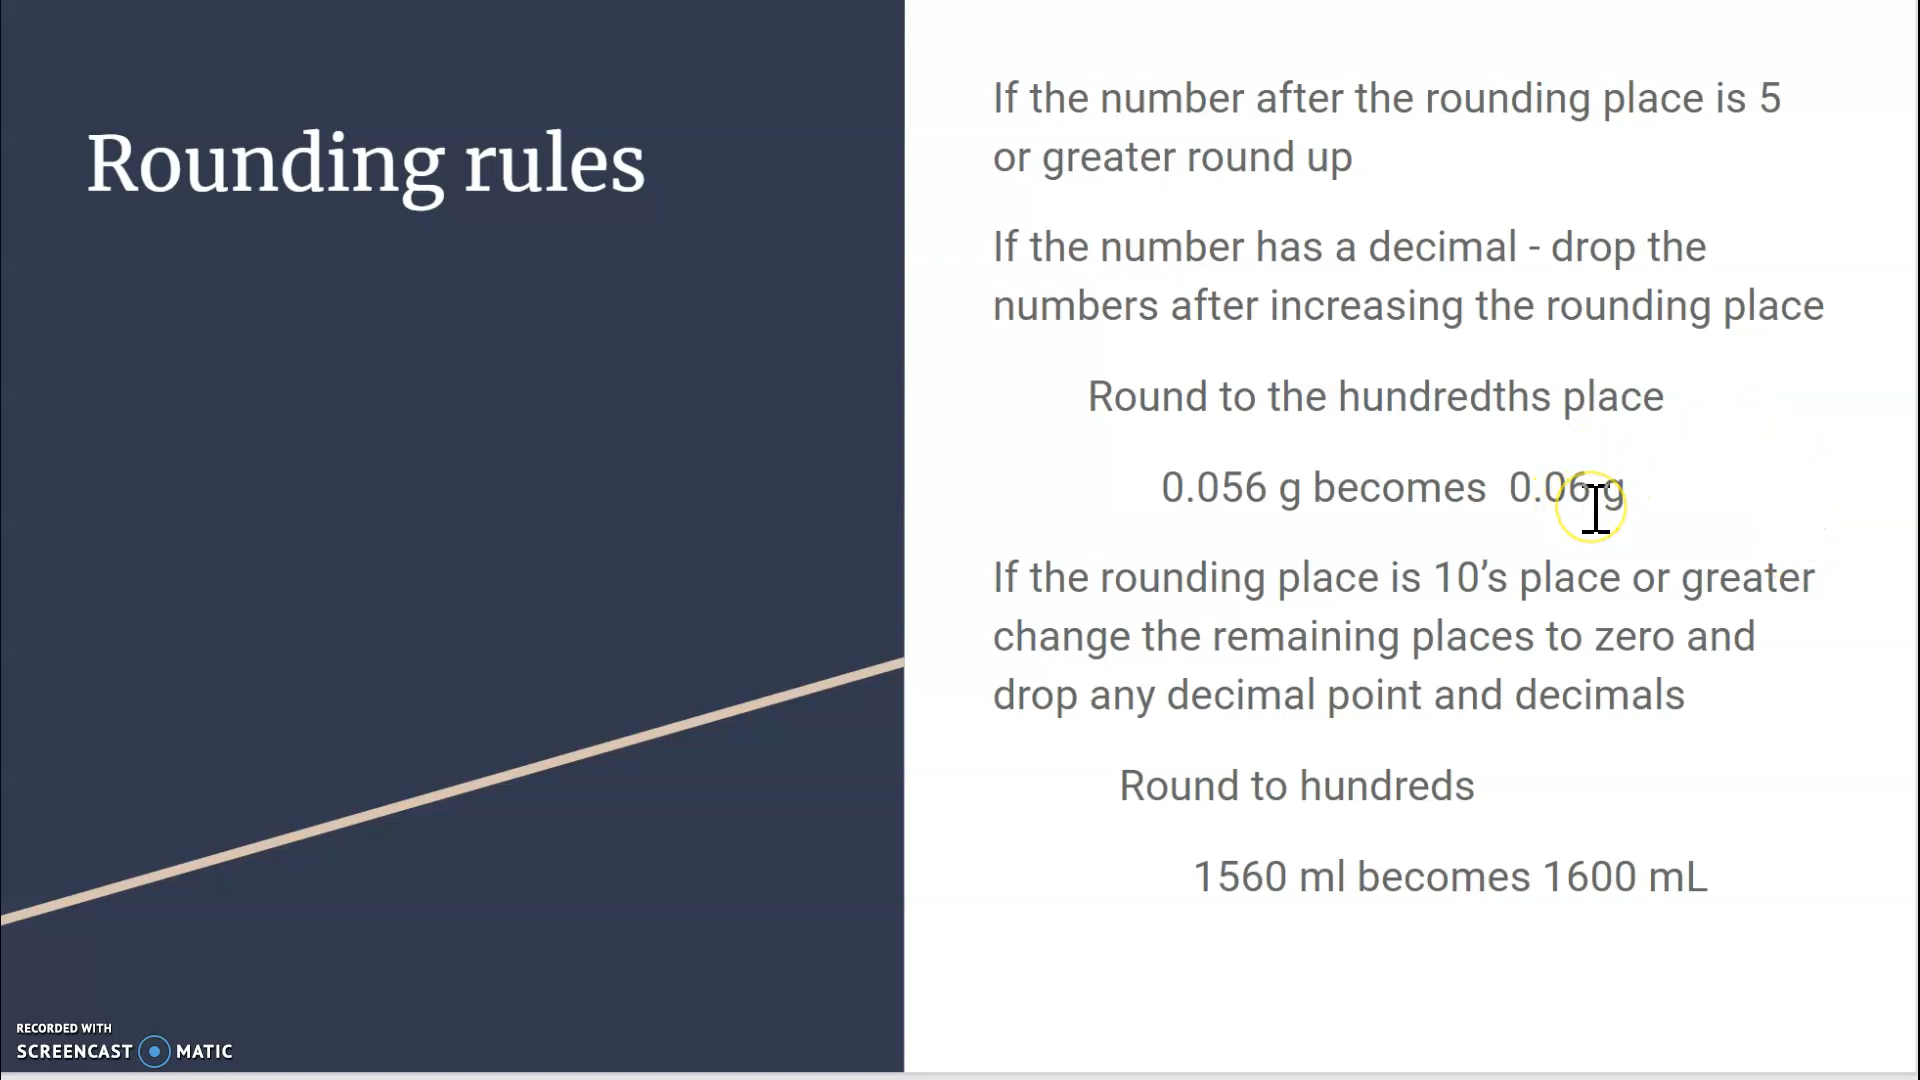 Rounding rules
If the number after the rounding place is 5
or greater round up
If the number has a decimal - drop the
numbers after increasing the rounding place
Round to the hundredths place
0.056 g becomes 0.06 g
If the rounding place is 10’s place or greater
change the remaining places to zero and
drop any decimal point and decimals
Round to hundreds
1560 ml becomes 1600 mL
RECORDED WITH
SCREENCAST MATIC